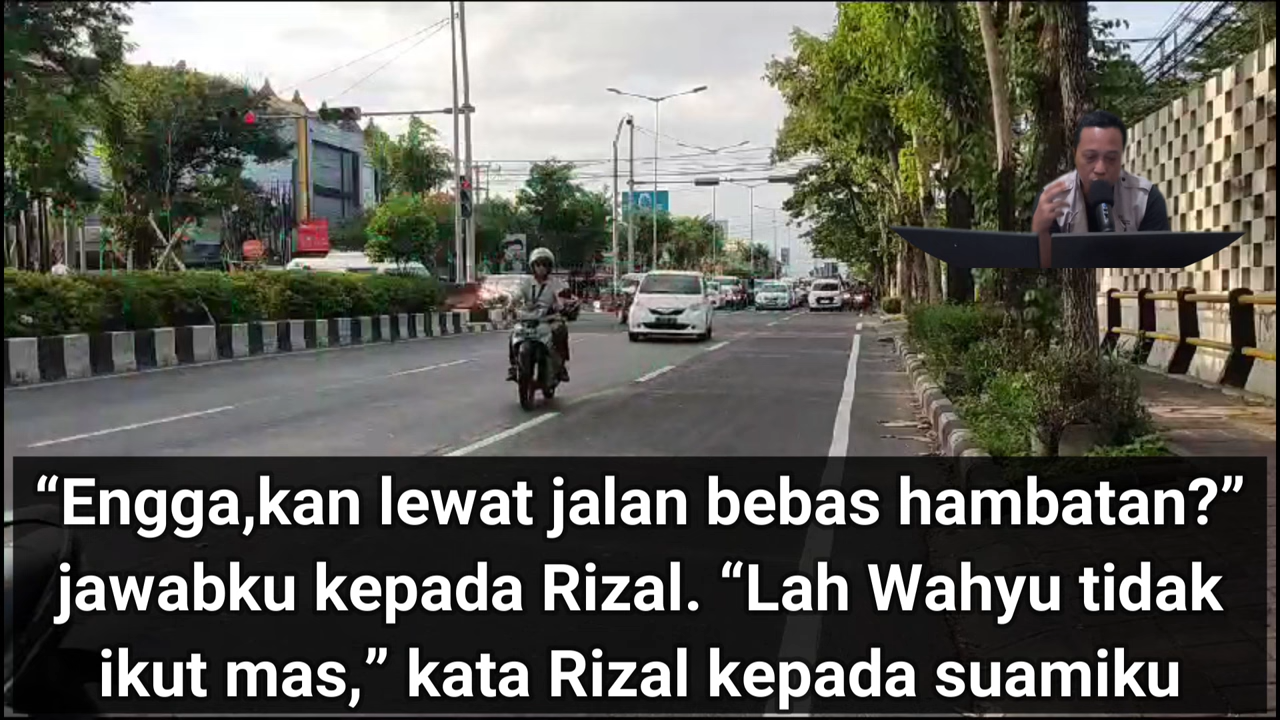 “Engga,kan lewat jalan bebas hambatan?”
jawabku kepada Rizal. “Lah Wahyu tidak
ikut mas,” kata Rizal kepada suamiku